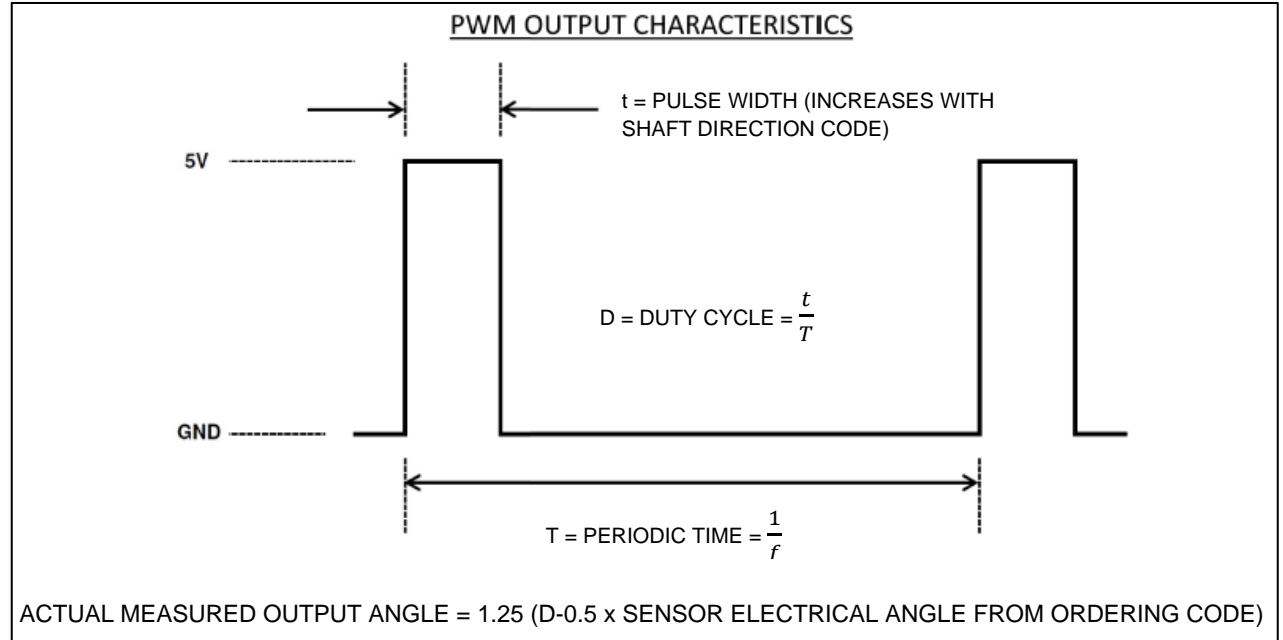 PWM OUTPUT CHARACTERISTICS
t = PULSE WIDTH (INCREASES WITH
SHAFT DIRECTION CODE)
5V
D = DUTY CYCLE = t/T
GND
T = PERIODIC TIME = 1/f
ACTUAL MEASURED OUTPUT ANGLE = 1.25 (D-0.5 x SENSOR ELECTRICAL ANGLE FROM ORDERING CODE)